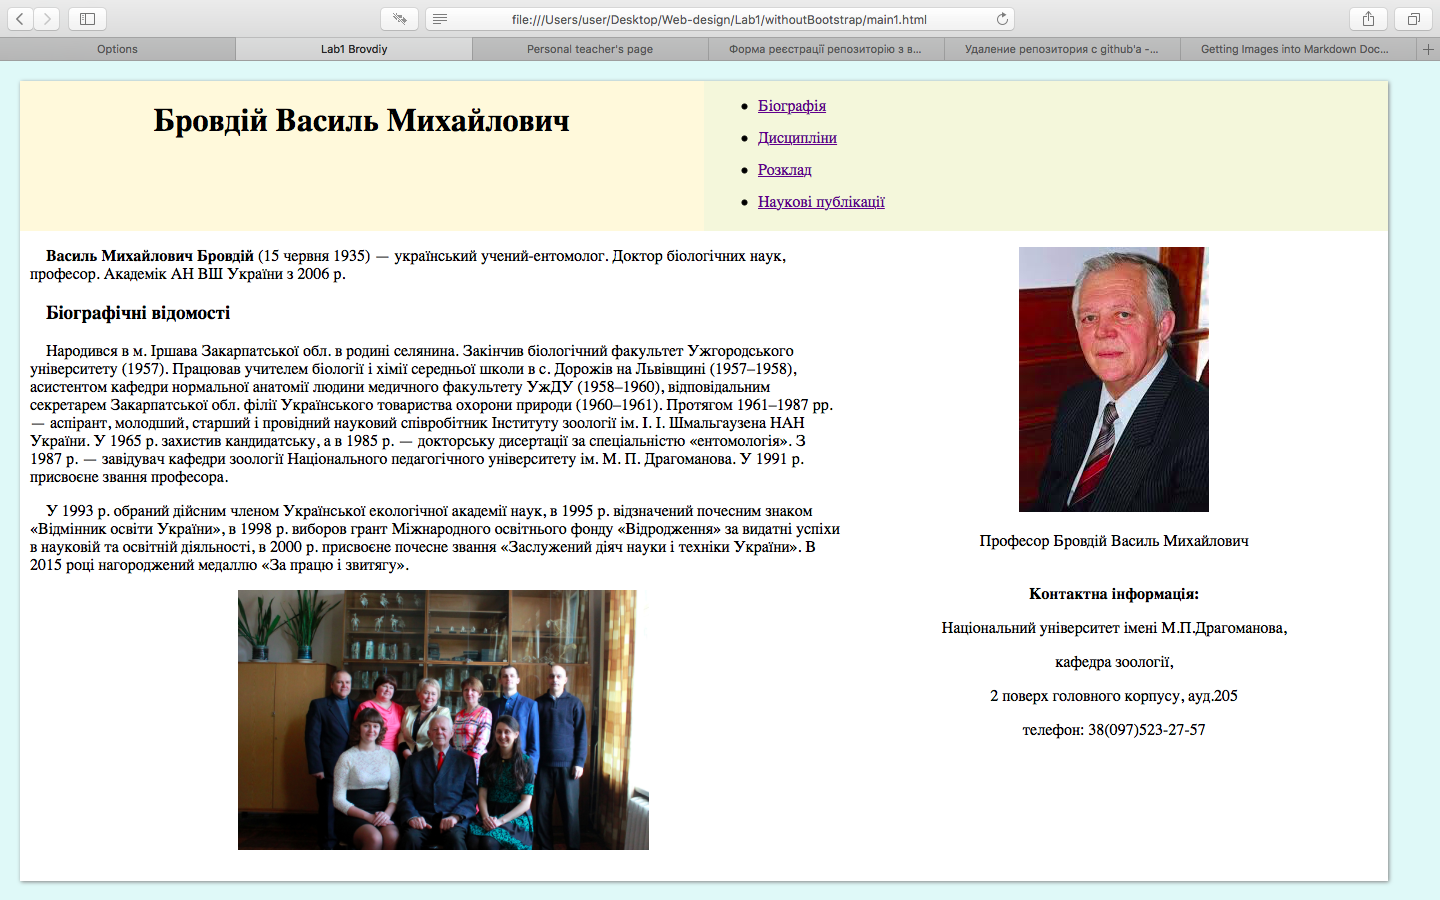 file:///Users/user/Desktop/Web-design/Lab1/withoutBootstrap/main1.html
Options
Lab1 Brovdiy
Personal teacher's page
Форма реєстрації репозиторію з в...
Удаление репозитория с github'а -...
Getting Images into Markdown Doc...
Бровдій Василь Михайлович
Біографія
Дисципліни
Розклад
Наукові публікації
Василь Михайлович Бровдій (15 червня 1935) — український учений-ентомолог. Доктор біологічних наук,
професор. Академік АН ВШ України з 2006 р.
Біографічні відомості
Народився в м. Іршава Закарпатської обл. в родині селянина. Закінчив біологічний факультет Ужгородського
університету (1957). Працював учителем біології і хімії середньої школи в с. Дорожів на Львівщині (1957–1958),
асистентом кафедри нормальної анатомії людини медичного факультету УжДУ (1958–1960), відповідальним
секретарем Закарпатської обл. філії Українського товариства охорони природи (1960–1961). Протягом 1961–1987 рр.
— аспірант, молодший, старший і провідний науковий співробітник Інституту зоології ім. І. І. Шмальгаузена НАН
України. У 1965 р. захистив кандидатську, а в 1985 р. — докторську дисертації за спеціальністю «ентомологія». З
1987 р. — завідувач кафедри зоології Національного педагогічного університету ім. М. П. Драгоманова. У 1991 р.
присвоєне звання професора.
У 1993 р. обраний дійсним членом Української екологічної академії наук, в 1995 р. відзначений почесним знаком
«Відмінник освіти України», в 1998 р. виборов грант Міжнародного освітнього фонду «Відродження» за видатні успіхи
в науковій та освітній діяльності, в 2000 р. присвоєне почесне звання «Заслужений діяч науки і техніки України». В
2015 році нагороджений медаллю «За працю і звитягу».
Професор Бровдій Василь Михайлович
Контактна інформація:
Національний університет імені М.П.Драгоманова,
кафедра зоології,
2 поверх головного корпусу, ауд.205
телефон: 38(097)523-27-57